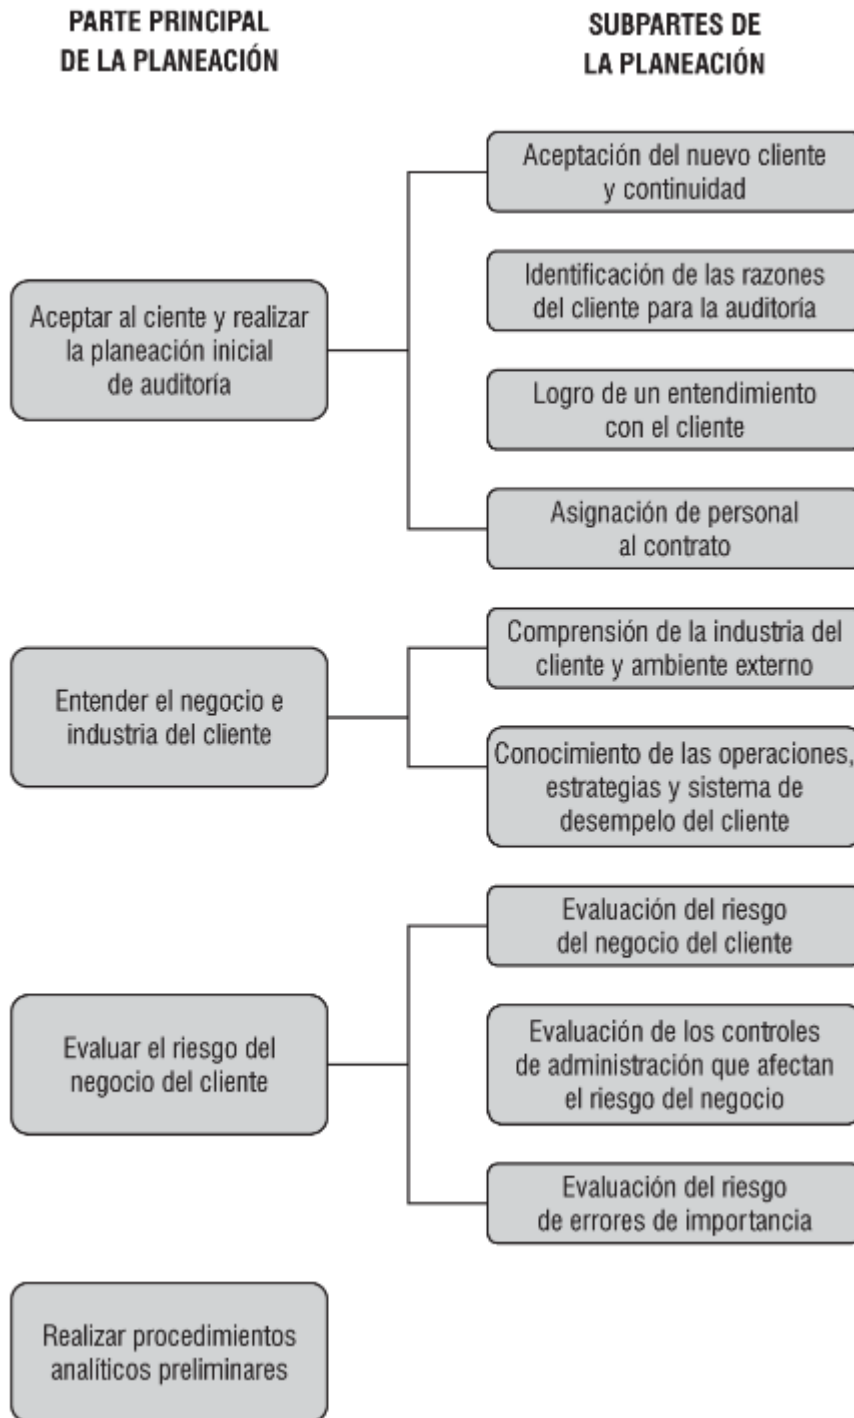 PARTE PRINCIPAL
DE LA PLANEACIÓN
SUBPARTES DE
LA PLANEACIÓN
Aceptar al ciente y realizar
la planeación inicial
de auditoría
Aceptación del nuevo cliente
y continuidad
Identificación de las razones
del cliente para la auditoría
Logro de un entendimiento
con el cliente
Asignación de personal
al contrato
Entender el negocio e
industria del cliente
Comprensión de la industria del
cliente y ambiente externo
Conocimiento de las operaciones,
estrategias y sistema de
desempelo del cliente
Evaluar el riesgo del
negocio del cliente
Evaluación del riesgo
del negocio del cliente
Evaluación de los controles
de administración que afectan
el riesgo del negocio
Evaluación del riesgo
de errores de importancia
Realizar procedimientos
analíticos preliminares